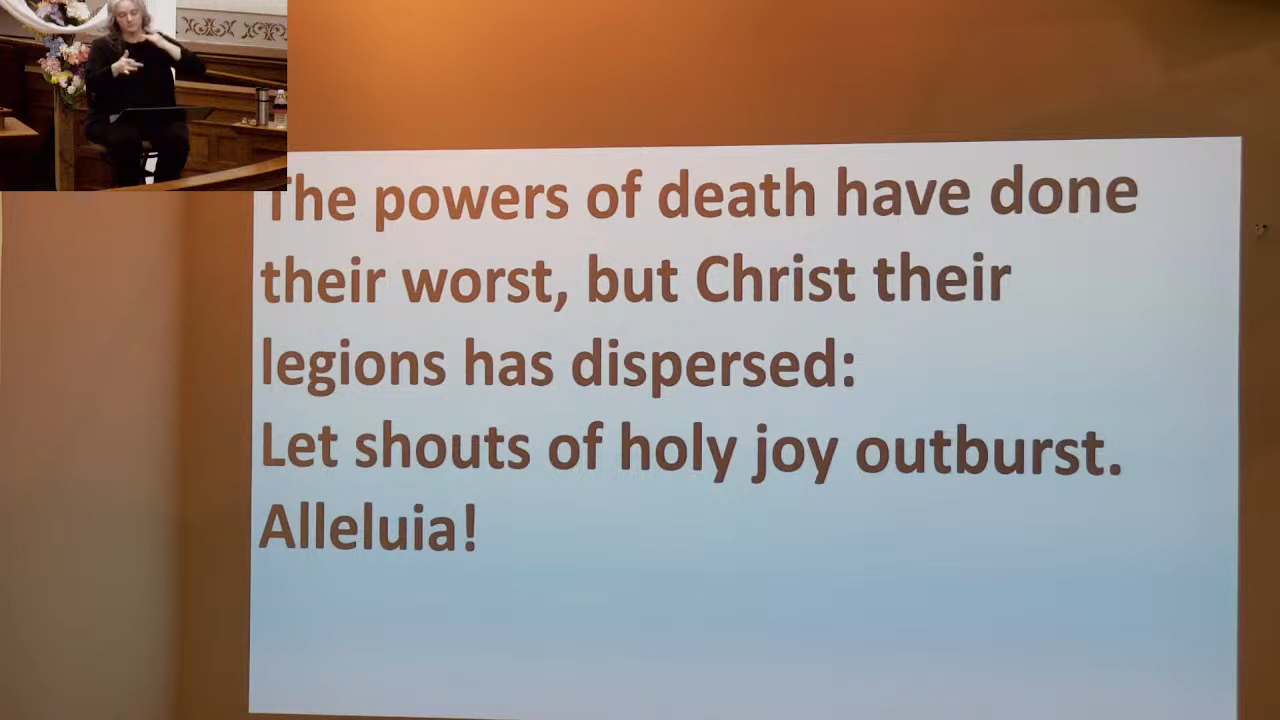 The powers of death have done
their worst, but Christ their
legions has dispersed:
Let shouts of holy joy outburst.
Alleluia!